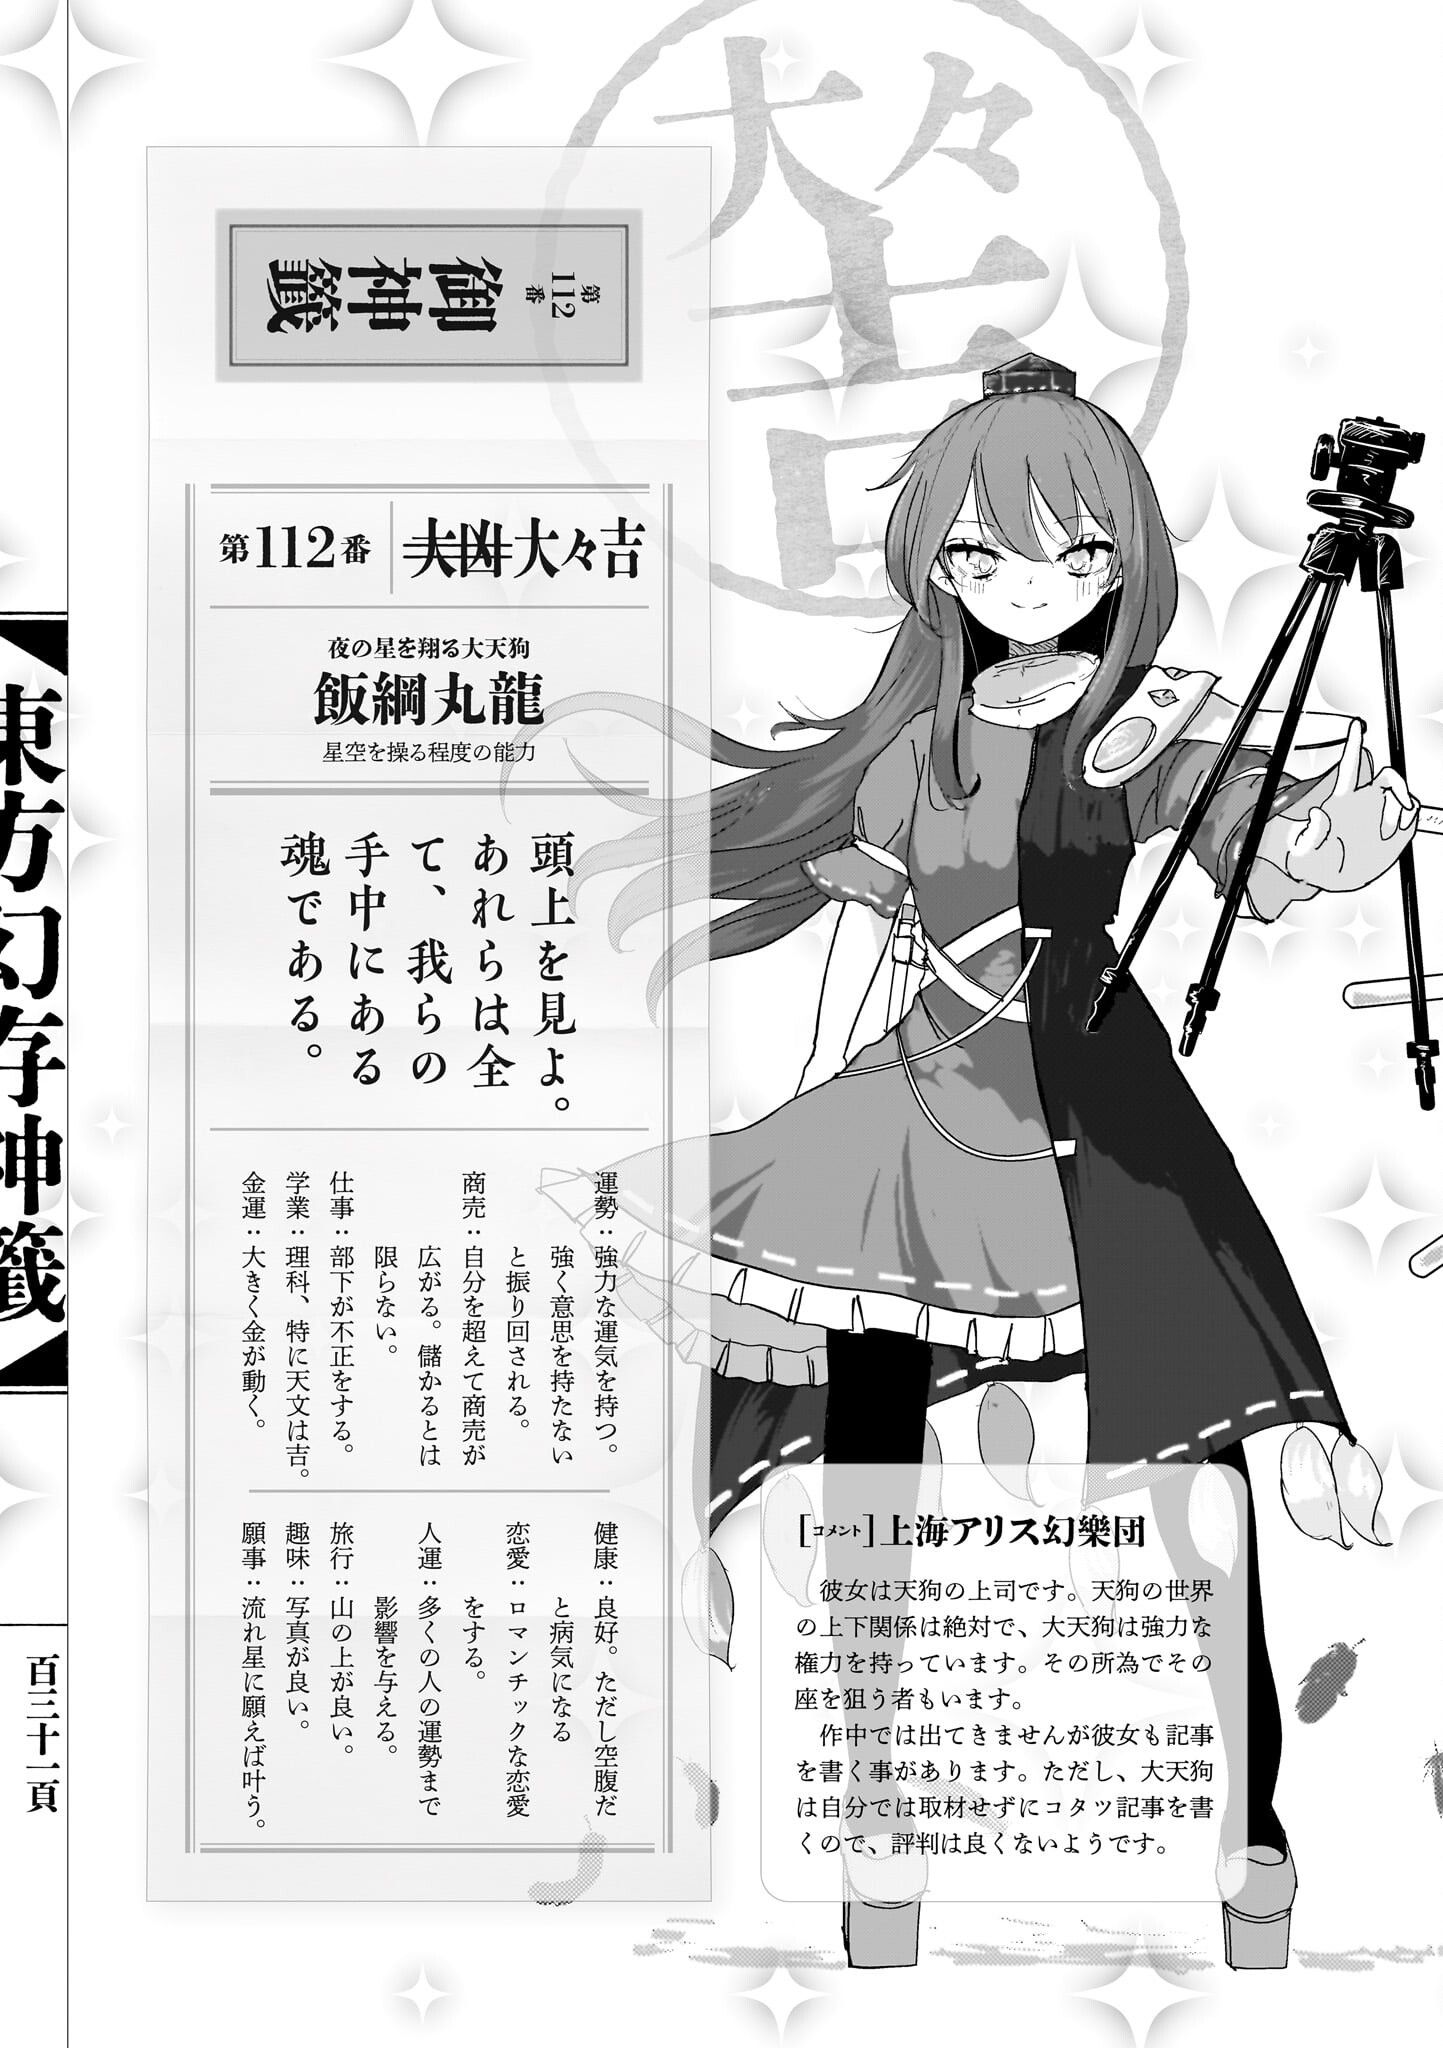 大々吉
御神籤
第112番
第112番
大凶大々吉
夜の星を翔る大天狗
飯綱丸龍
星空を操る程度の能力
頭上を見よ。
あれらは全
て、我らの
手中にある
魂である。
運勢：強力な運気を持つ。
強く意思を持たない
と振り回される。
商売：自分を超えて商売が
広がる。儲かるとは
限らない。
仕事：部下が不正をする。
学業：理科、特に天文は吉。
金運：大きく金が動く。
健康：良好。ただし空腹だ
と病気になる
恋愛：ロマンチックな恋愛
をする。
人運：多くの人の運勢まで
影響を与える。
旅行：山の上が良い。
趣味：写真が良い。
願事：流れ星に願えば叶う。
[コメント]上海アリス幻樂団
彼女は天狗の上司です。天狗の世界
の上下関係は絶対で、大天狗は強力な
権力を持っています。その所為でその
座を狙う者もいます。
作中では出てきませんが彼女も記事
を書く事があります。ただし、大天狗
は自分では取材せずにコタツ記事を書
くので、評判は良くないようです。
東方幻存神籤
百三十一頁